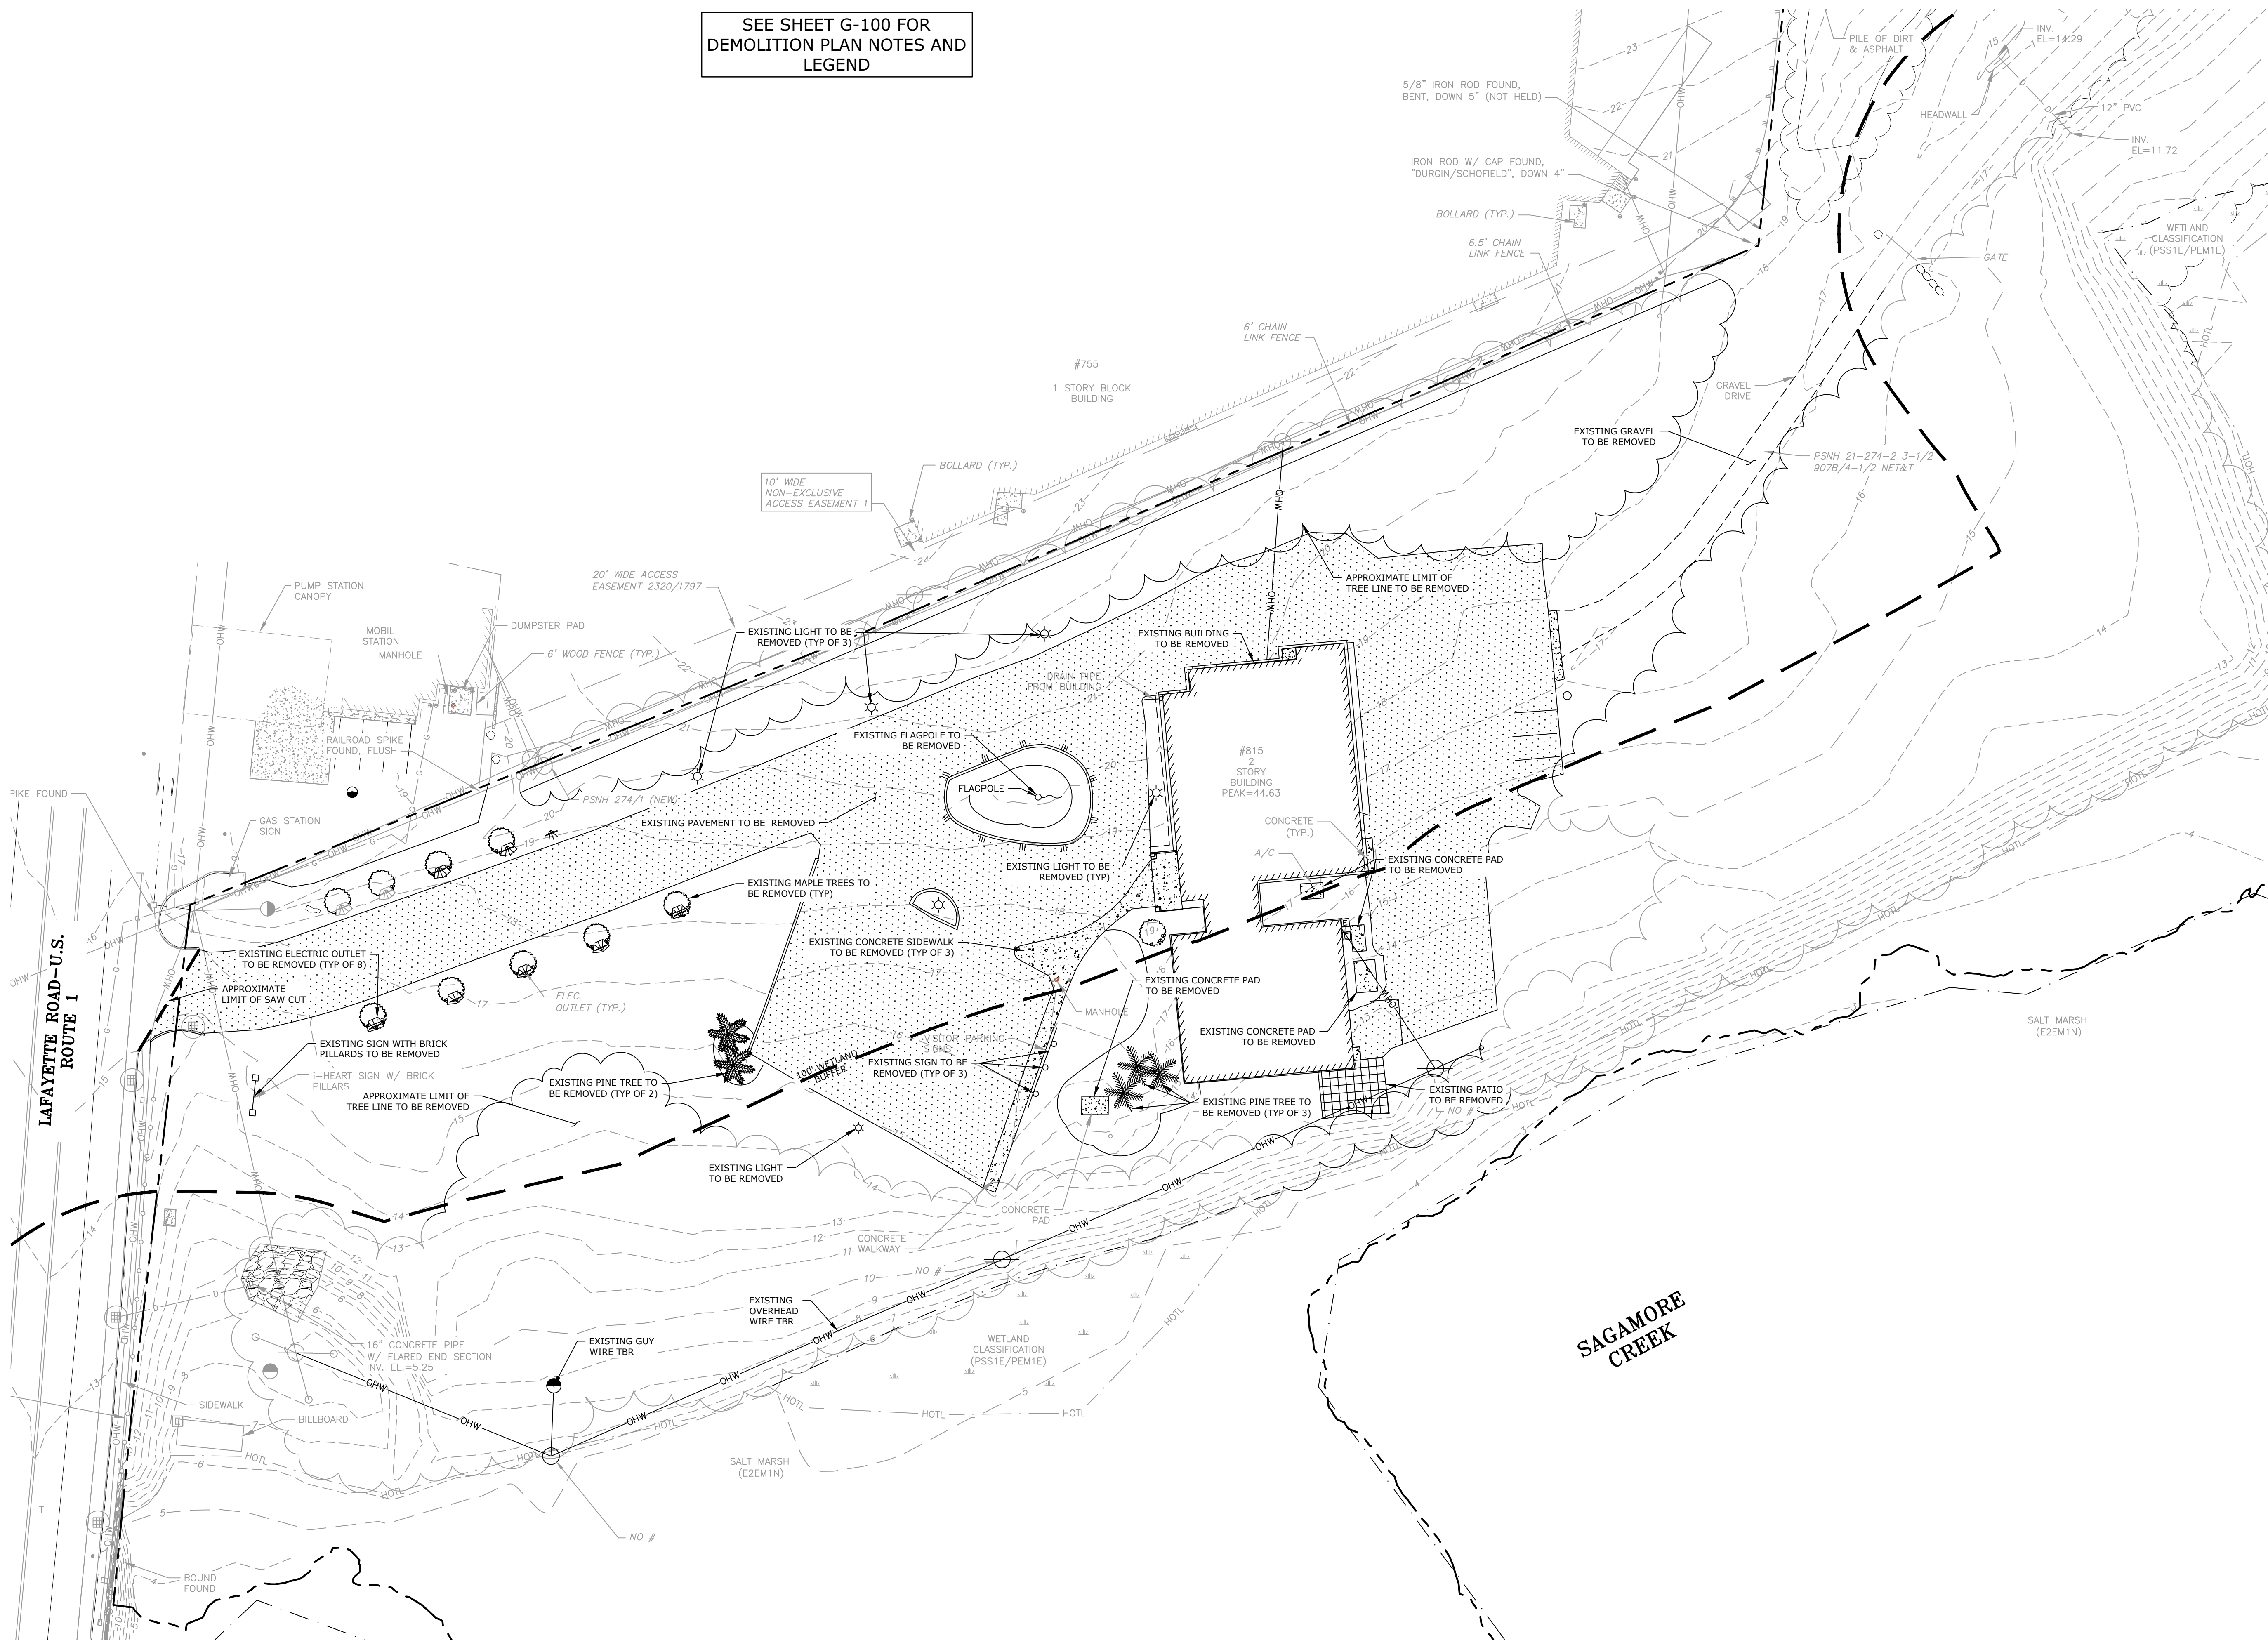 SEE SHEET G-100 FOR
DEMOLITION PLAN NOTES AND
LEGEND
PILE OF DIRT
& ASPHALT
INV.
EL=14.29
HEADWALL
12" PVC
INV.
EL=11.72
5/8" IRON ROD FOUND,
BENT, DOWN 5" (NOT HELD)
IRON ROD W/ CAP FOUND,
"DURGIN/SCHOFIELD", DOWN 4"
BOLLARD (TYP.)
6.5' CHAIN
LINK FENCE
WETLAND
CLASSIFICATION
(PSS1E/PEM1E)
GATE
6' CHAIN
LINK FENCE
#755
1 STORY BLOCK
BUILDING
GRAVEL
DRIVE
EXISTING GRAVEL
TO BE REMOVED
PSNH 21-274-2 3-1/2
907B/4-1/2 NET&T
BOLLARD (TYP.)
10' WIDE
NON-EXCLUSIVE
ACCESS EASEMENT 1
20' WIDE ACCESS
EASEMENT 2320/1797
APPROXIMATE LIMIT OF
TREE LINE TO BE REMOVED
PUMP STATION
CANOPY
MOBIL
STATION
MANHOLE
DUMPSTER PAD
6' WOOD FENCE (TYP.)
EXISTING LIGHT TO BE
REMOVED (TYP OF 3)
EXISTING BUILDING
TO BE REMOVED
DRAIN PIPE
FROM BUILDING
RAILROAD SPIKE
FOUND, FLUSH
EXISTING FLAGPOLE TO
BE REMOVED
FLAGPOLE
#815
2
STORY
BUILDING
PEAK=44.63
PIKE FOUND
GAS STATION
SIGN
PSNH 274/1 (NEW)
EXISTING PAVEMENT TO BE REMOVED
CONCRETE
(TYP.)
A/C
EXISTING CONCRETE PAD
TO BE REMOVED
EXISTING LIGHT TO BE
REMOVED (TYP)
EXISTING MAPLE TREES TO
BE REMOVED (TYP)
EXISTING CONCRETE SIDEWALK
TO BE REMOVED (TYP OF 3)
EXISTING ELECTRIC OUTLET
TO BE REMOVED (TYP OF 8)
APPROXIMATE
LIMIT OF SAW CUT
ELEC.
OUTLET (TYP.)
EXISTING CONCRETE PAD
TO BE REMOVED
MANHOLE
LAFAYETTE ROAD-U.S.
ROUTE 1
EXISTING SIGN WITH BRICK
PILLARDS TO BE REMOVED
i-HEART SIGN W/ BRICK
PILLARS
APPROXIMATE LIMIT OF
TREE LINE TO BE REMOVED
EXISTING PINE TREE TO
BE REMOVED (TYP OF 2)
100' WETLAND
BUFFER
VISITOR PARKING
SIGNS
EXISTING SIGN TO BE
REMOVED (TYP OF 3)
EXISTING CONCRETE PAD
TO BE REMOVED
EXISTING PINE TREE TO
BE REMOVED (TYP OF 3)
EXISTING PATIO
TO BE REMOVED
NO #
SALT MARSH
(E2EM1N)
EXISTING LIGHT
TO BE REMOVED
CONCRETE
PAD
CONCRETE
WALKWAY
NO #
EXISTING
OVERHEAD
WIRE TBR
EXISTING GUY
WIRE TBR
16" CONCRETE PIPE
W/ FLARED END SECTION
INV. EL.=5.25
WETLAND
CLASSIFICATION
(PSS1E/PEM1E)
SAGAMORE
CREEK
SIDEWALK
BILLBOARD
SALT MARSH
(E2EM1N)
NO #
BOUND
FOUND